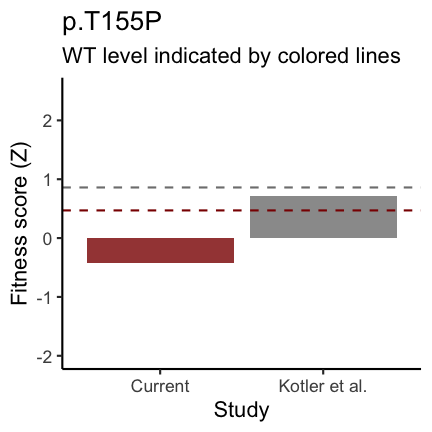 p.T155P
WT level indicated by colored lines
Fitness score (Z)
2
1
0
-1
-2
Current
Kotler et al.
Study